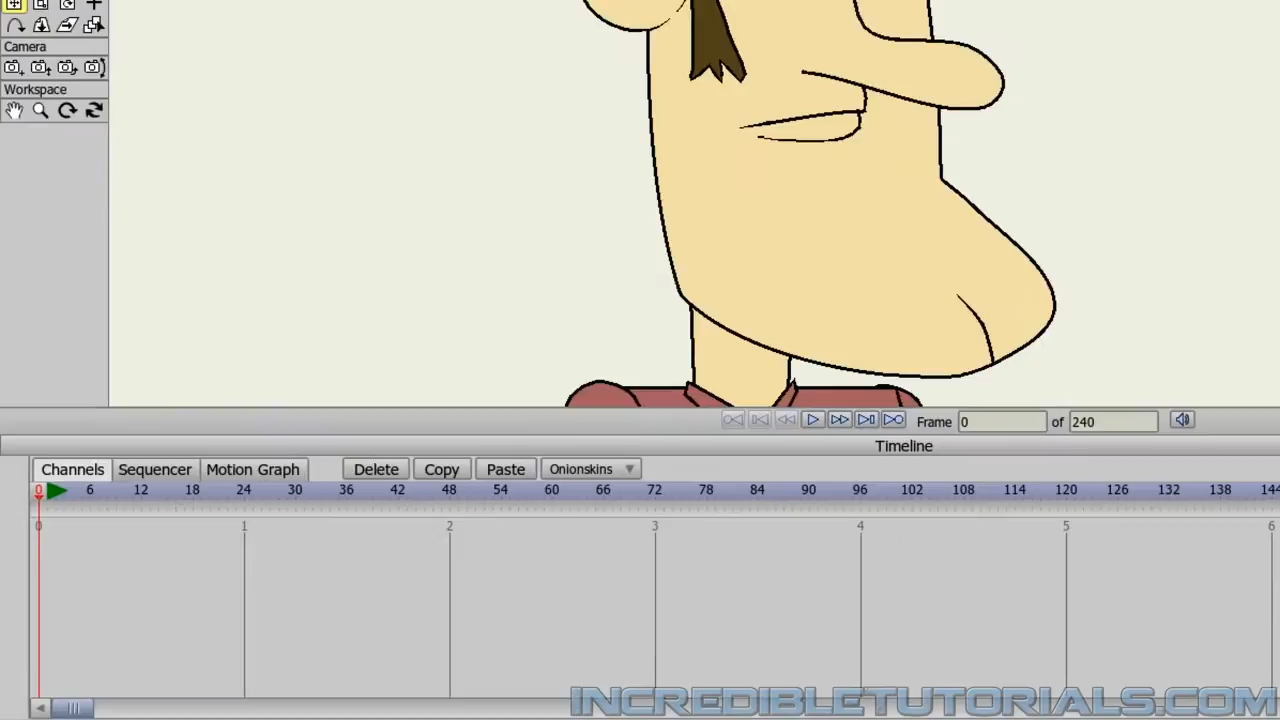 Camera
Workspace
Frame 0 of 240
Timeline
Channels Sequencer Motion Graph Delete Copy Paste Onionskins
0 6 12 18 24 30 36 42 48 54 60 66 72 78 84 90 96 102 108 114 120 126 132 138 144
0 1 2 3 4 5 6
INCREDIBLETUTORIALS.COM